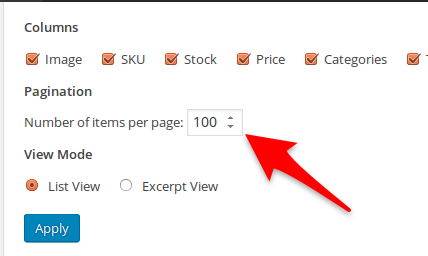 Columns
Image SKU Stock Price Categories
Pagination
Number of items per page: 100
View Mode
List View Excerpt View
Apply